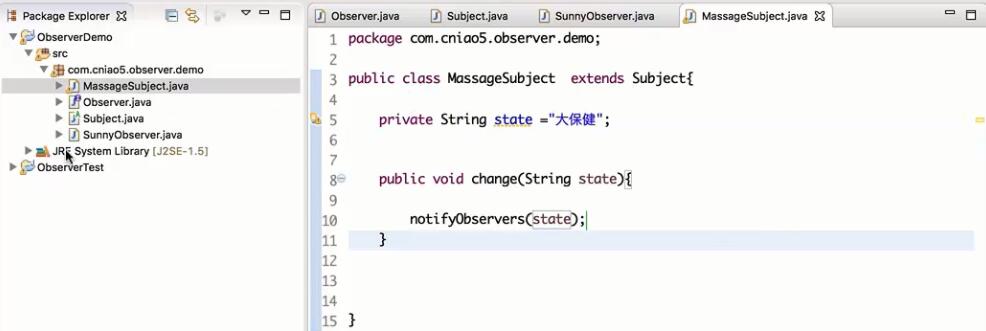 Package Explorer
ObserverDemo
src
com.cniao5.observer.demo
MassageSubject.java
Observer.java
Subject.java
SunnyObserver.java
JRE System Library [J2SE-1.5]
ObserverTest
Observer.java Subject.java SunnyObserver.java MassageSubject.java
1 package com.cniao5.observer.demo;
2
3 public class MassageSubject  extends Subject{
4
5 private String state ="大保健";
6
7
8 public void change(String state){
9
10 notifyObservers(state);
11 }
12
13
14
15 }